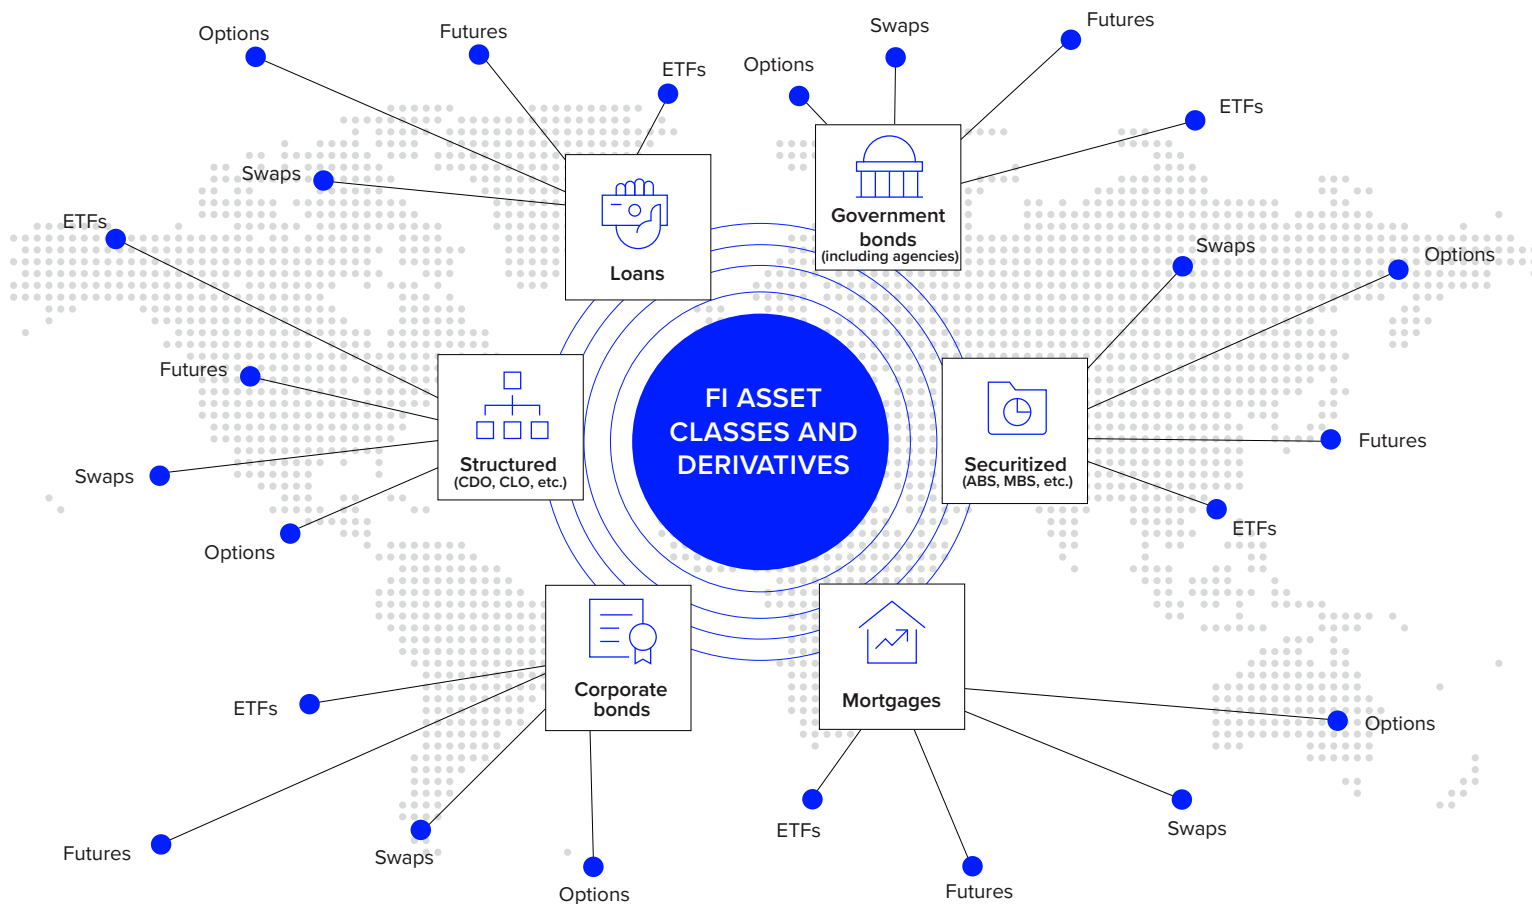 Options
Futures
ETFs
Swaps
Loans
Options
Swaps
Futures
ETFs
Government
bonds
(including agencies)
ETFs
Futures
Swaps
Options
Structured
(CDO, CLO, etc.)
FI ASSET
CLASSES AND
DERIVATIVES
Swaps
Options
Futures
ETFs
Securitized
(ABS, MBS, etc.)
Corporate
bonds
ETFs
Futures
Swaps
Options
Mortgages
Options
Swaps
ETFs
Futures